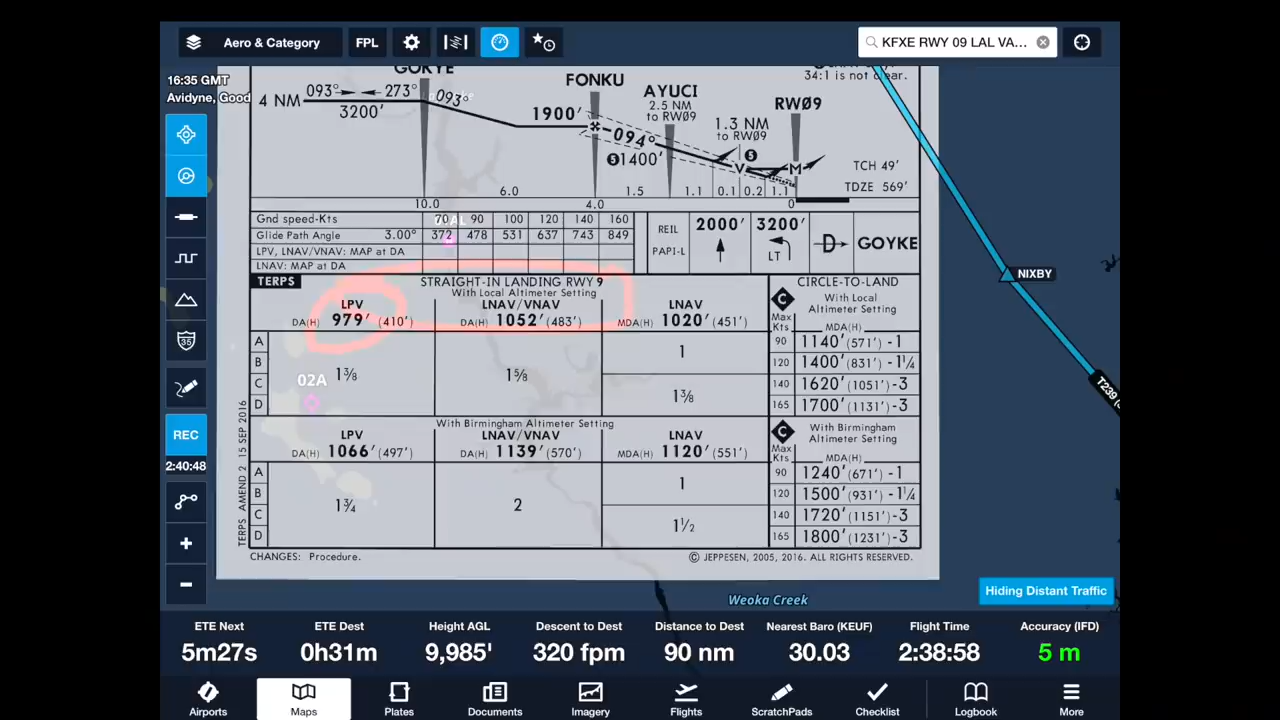 Aero & Category
FPL
KFXE RWY 09 LAL VA...
16:35 GMT
Avidyne, Good
34:1 is not clear.
GOKYE
FONKU
AYUCI
2.5 NM
to RW09
RWØ9
1.3 NM
to RWØ9
4 NM
093° 273° 093°
3200'
1900'
094°
1400'
TCH 49'
TDZE 569'
6.0 1.5 1.1 0.1 0.2 1.1
10.0 4.0 0
Gnd speed-Kts 70 90 100 120 140 160
Glide Path Angle 3.00° 372 478 531 637 743 849
LPV, LNAV/VNAV: MAP at DA
LNAV: MAP at DA
REIL
PAPI-L
2000' 3200'
LT
D
GOYKE
TERPS
STRAIGHT-IN LANDING RWY 9
With Local Altimeter Setting
LPV LNAV/VNAV LNAV
DA(H) 979' (410') DA(H) 1052' (483') MDA(H) 1020' (451')
A
B
C
D
1⅜ 1⅝ 1
1⅜
CIRCLE-TO-LAND
With Local
Altimeter Setting
C
Max
Kts
MDA(H)
90 1140' (571') -1
120 1400' (831') -1¼
140 1620' (1051') -3
165 1700' (1131') -3
02A
With Birmingham Altimeter Setting
LPV LNAV/VNAV LNAV
DA(H) 1066' (497') DA(H) 1139' (570') MDA(H) 1120' (551')
A
B
C
D
1¾ 2 1
1½
C
With Birmingham
Altimeter Setting
Max
Kts
MDA(H)
90 1240' (671') -1
120 1500' (931') -1¼
140 1720' (1151') -3
165 1800' (1231') -3
TERPS AMEND 2 15 SEP 2016
CHANGES: Procedure.
© JEPPESEN, 2005, 2016. ALL RIGHTS RESERVED.
NIXBY
T239
35
REC
2:40:48
Weoka Creek
Hiding Distant Traffic
ETE Next ETE Dest Height AGL Descent to Dest Distance to Dest Nearest Baro (KEUF) Flight Time Accuracy (IFD)
5m27s 0h31m 9,985' 320 fpm 90 nm 30.03 2:38:58 5 m
Airports Maps Plates Documents Imagery Flights ScratchPads Checklist Logbook More